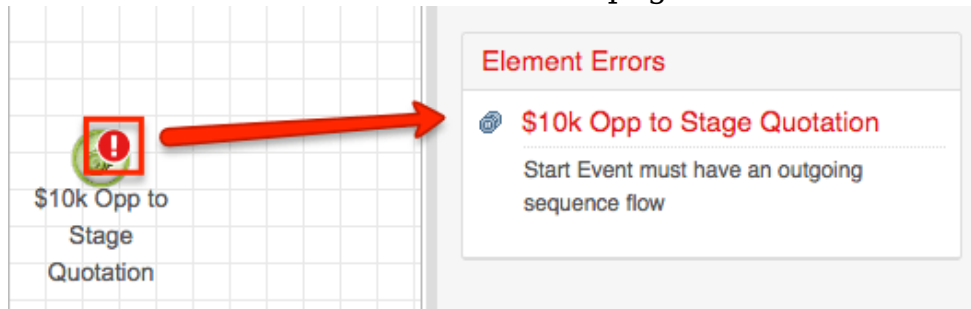 $10k Opp to
Stage
Quotation
Element Errors
$10k Opp to Stage Quotation
Start Event must have an outgoing
sequence flow